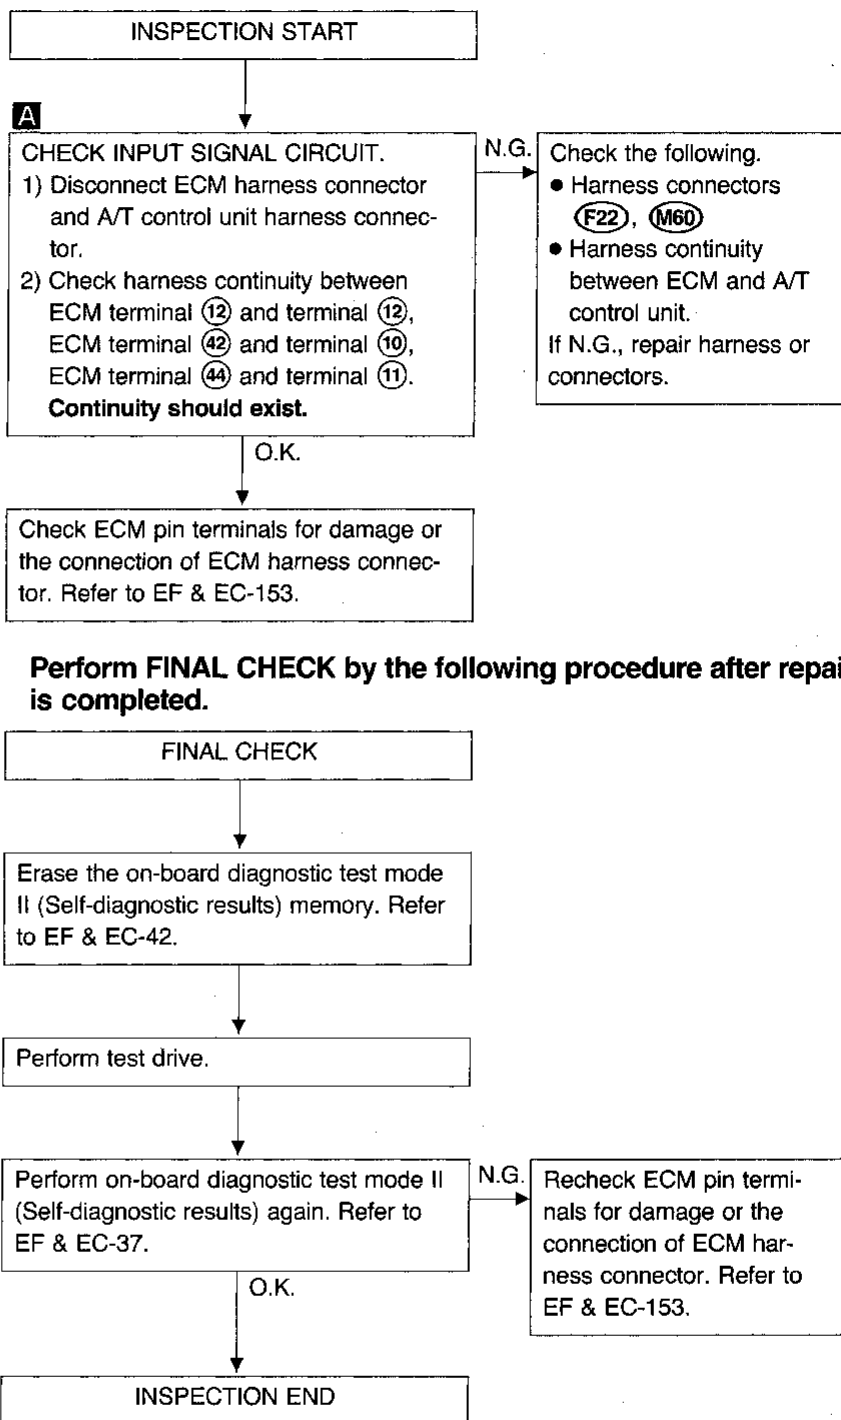 INSPECTION START
A
CHECK INPUT SIGNAL CIRCUIT.
1) Disconnect ECM harness connector
and A/T control unit harness connec-
tor.
2) Check harness continuity between
ECM terminal 12 and terminal 12,
ECM terminal 42 and terminal 10,
ECM terminal 44 and terminal 11.
Continuity should exist.
N.G.
Check the following.
● Harness connectors
F22, M60
● Harness continuity
between ECM and A/T
control unit.
If N.G., repair harness or
connectors.
O.K.
Check ECM pin terminals for damage or
the connection of ECM harness connec-
tor. Refer to EF & EC-153.
Perform FINAL CHECK by the following procedure after repai
is completed.
FINAL CHECK
Erase the on-board diagnostic test mode
II (Self-diagnostic results) memory. Refer
to EF & EC-42.
Perform test drive.
Perform on-board diagnostic test mode II
(Self-diagnostic results) again. Refer to
EF & EC-37.
N.G.
Recheck ECM pin termi-
nals for damage or the
connection of ECM har-
ness connector. Refer to
EF & EC-153.
O.K.
INSPECTION END